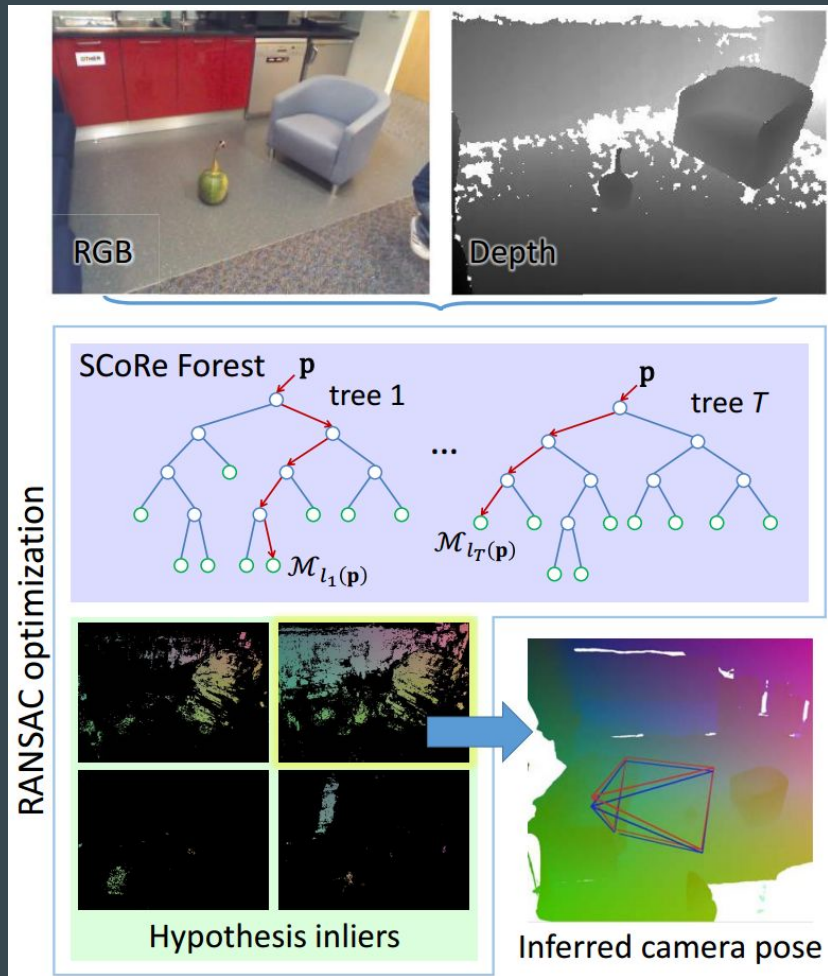 OTHER
RGB
Depth
SCoRe Forest
p
tree 1
...
p
tree T
ℳ_{l_1(p)}
ℳ_{l_T(p)}
RANSAC optimization
Hypothesis inliers
Inferred camera pose